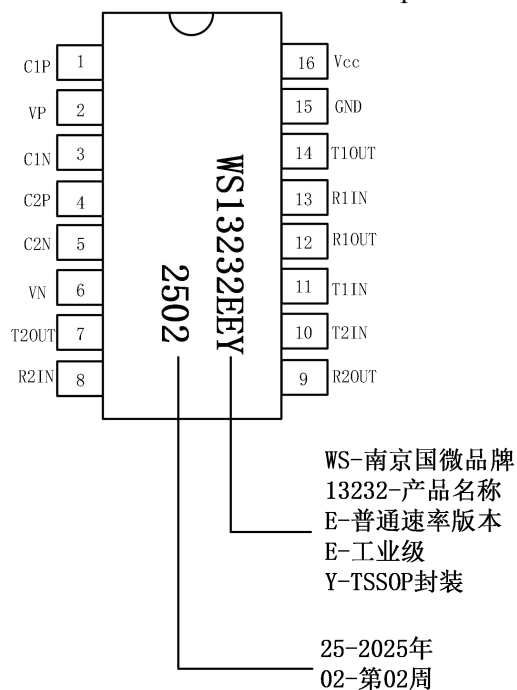 C1P 1 16 Vcc
VP 2 15 GND
C1N 3 14 T1OUT
C2P 4 13 R1IN
C2N 5 12 R1OUT
VN 6 11 T1IN
T2OUT 7 10 T2IN
R2IN 8 9 R2OUT
WS13232EEY
2502
WS-南京国微品牌
13232-产品名称
E-普通速率版本
E-工业级
Y-TSSOP封装
25-2025年
02-第02周